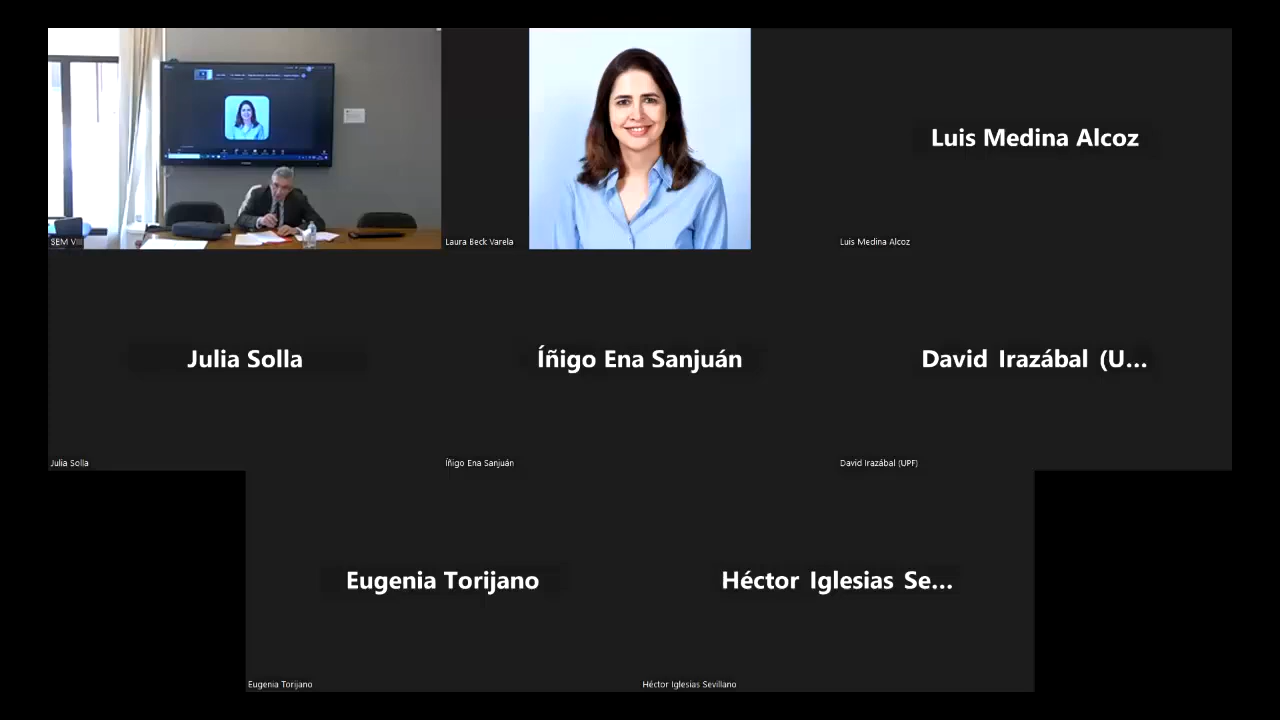 SEM V
Laura Beck Varela
Luis Medina Alcoz
Luis Medina Alcoz
Julia Solla
Íñigo Ena Sanjuán
David Irazábal (U...
Julia Solla
Íñigo Ena Sanjuán
David Irazábal (UPF)
Eugenia Torijano
Héctor Iglesias Se...
Eugenia Torijano
Héctor Iglesias Sevillano